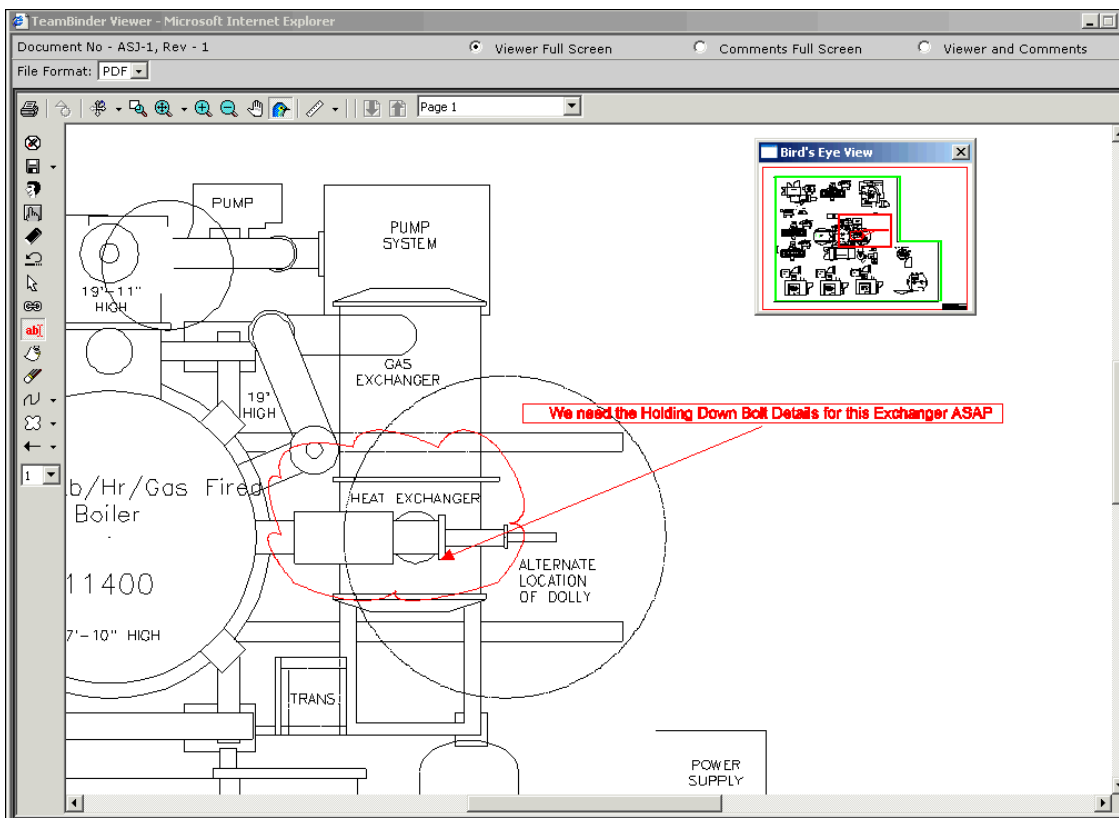 TeamBinder Viewer - Microsoft Internet Explorer
Document No - ASJ-1, Rev - 1
Viewer Full Screen
Comments Full Screen
Viewer and Comments
File Format: PDF
Page 1
Bird's Eye View
PUMP
PUMP
SYSTEM
19'-11"
HIGH
GAS
EXCHANGER
19'
HIGH
We need the Holding Down Bolt Details for this Exchanger ASAP
abI
1
b/Hr/Gas Fired
Boiler
HEAT EXCHANGER
11400
ALTERNATE
LOCATION
OF DOLLY
7'-10" HIGH
TRANS
POWER
SUPPLY